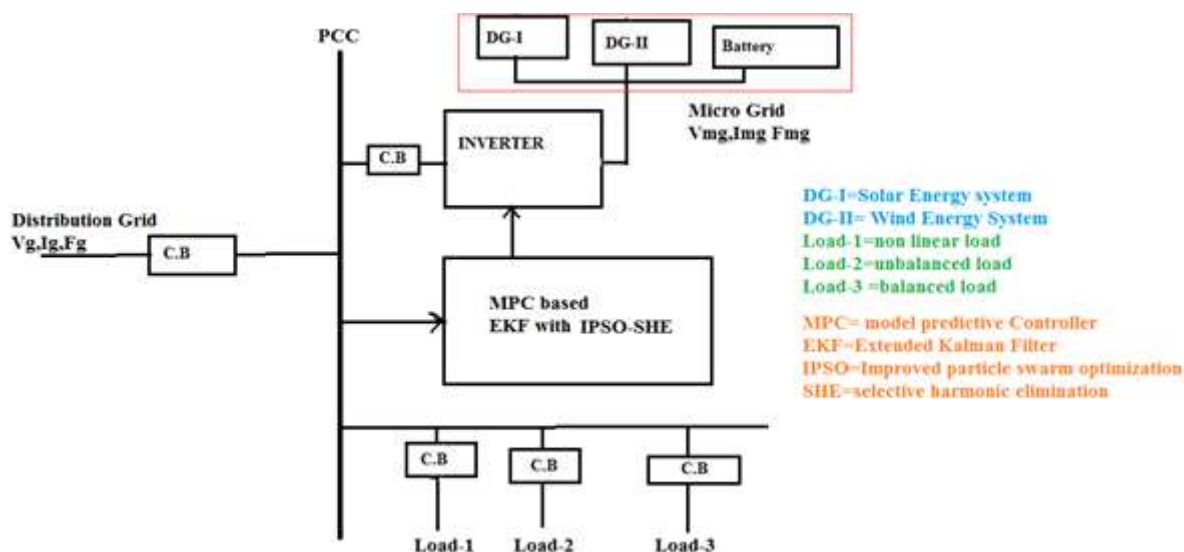 PCC
DG-I
DG-II
Battery
Micro Grid
Vmg,Img Fmg
INVERTER
C.B
Distribution Grid
Vg,Ig,Fg
C.B
MPC based
EKF with IPSO-SHE
C.B
C.B
C.B
Load-1
Load-2
Load-3
DG-I=Solar Energy system
DG-II= Wind Energy System
Load-1=non linear load
Load-2=unbalanced load
Load-3 =balanced load
MPC= model predictive Controller
EKF=Extended Kalman Filter
IPSO=Improved particle swarm optimization
SHE=selective harmonic elimination